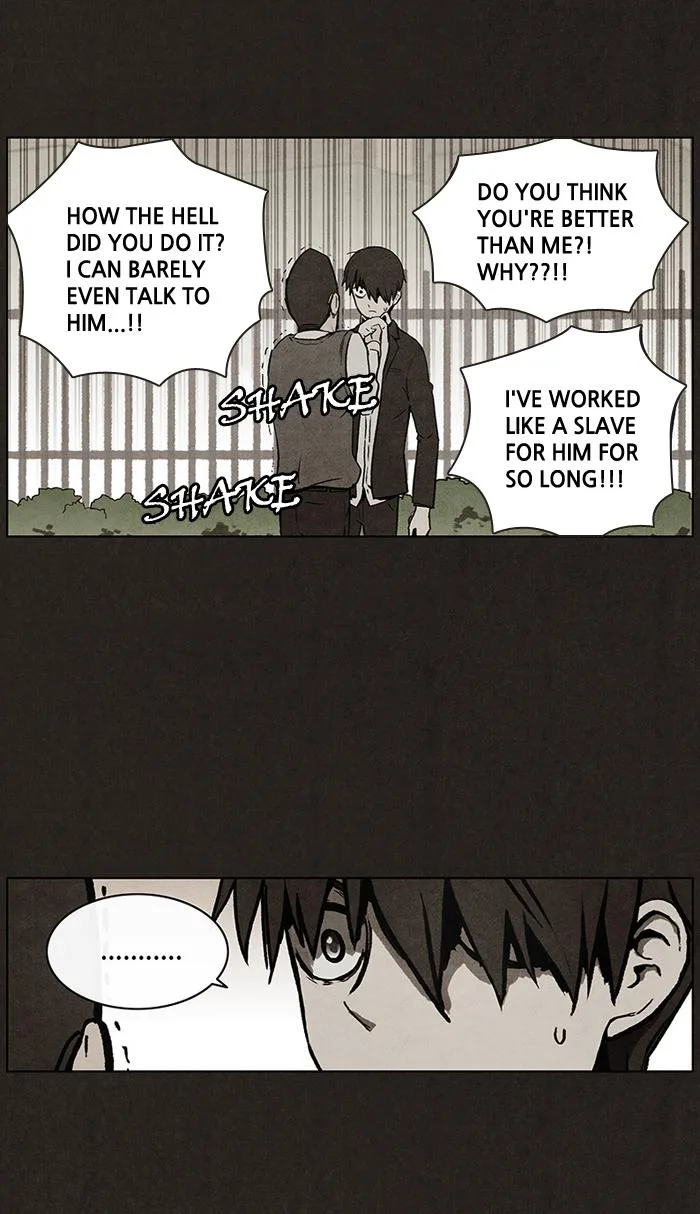 HOW THE HELL
DID YOU DO IT?
I CAN BARELY
EVEN TALK TO
HIM...!!
DO YOU THINK
YOU'RE BETTER
THAN ME?!
WHY??!!
SHAKE
SHAKE
I'VE WORKED
LIKE A SLAVE
FOR HIM FOR
SO LONG!!!
...........